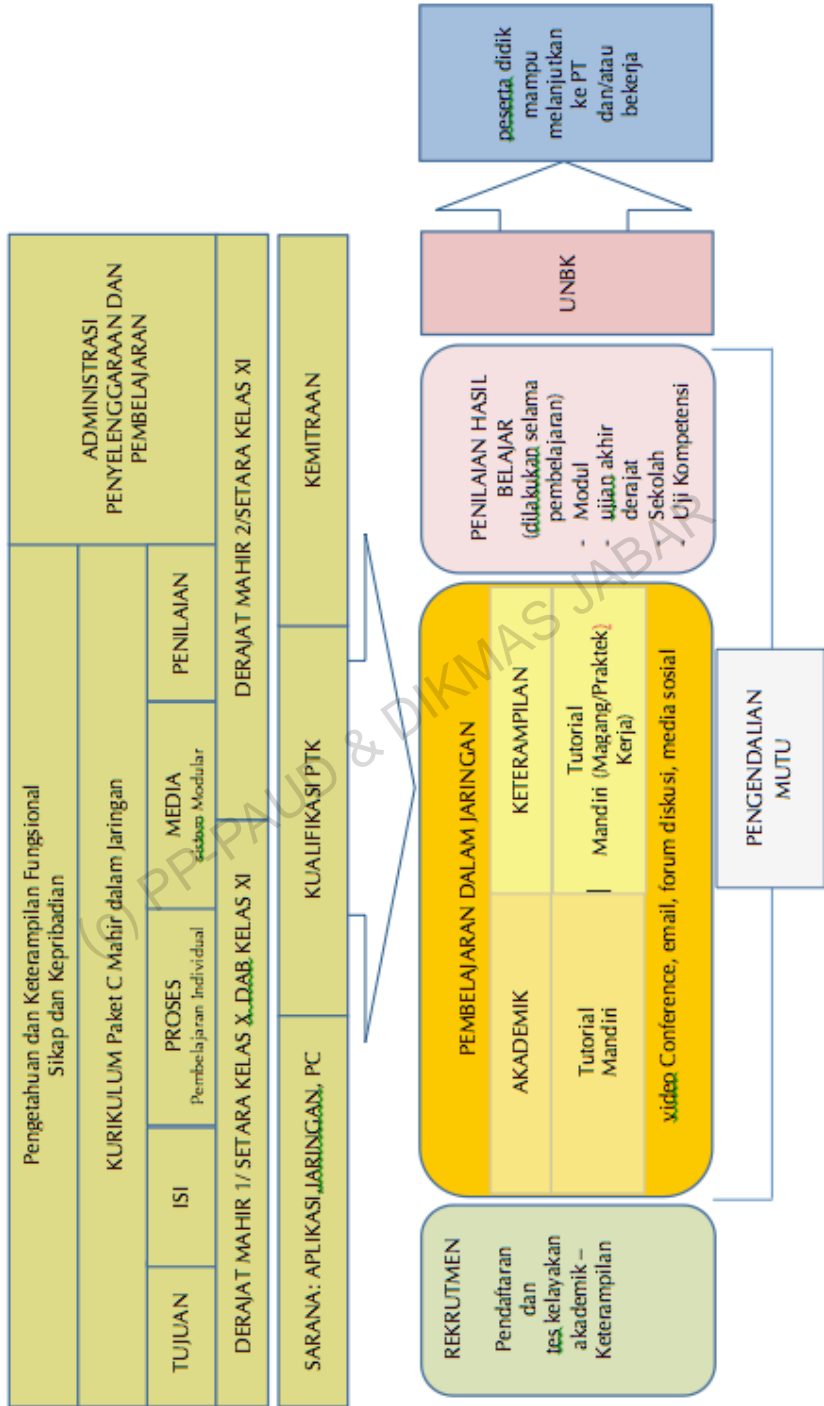 Pengetahuan dan Keterampilan Fungsional
Sikap dan Kepribadian
KURIKULUM Paket C Mahir dalam Jaringan
TUJUAN
ISI
PROSES
Pembelajaran Individual
MEDIA
Modular
PENILAIAN
ADMINISTRASI
PENYELENGGARAAN DAN
PEMBELAJARAN
DERAJAT MAHIR 1/ SETARA KELAS X DAB KELAS XI
DERAJAT MAHIR 2/SETARA KELAS XI
SARANA: APLIKASI,JARINGAN, PC
KUALIFIKASI PTK
KEMITRAAN
REKRUTMEN
Pendaftaran
dan
tes kelayakan
akademik –
Keterampilan
PEMBELAJARAN DALAM JARINGAN
AKADEMIK
KETERAMPILAN
Tutorial
Mandiri
Tutorial
Mandiri (Magang/Praktek
Kerja)
video Conference, email, forum diskusi, media sosial
PENILAIAN HASIL
BELAJAR
(dilakukan selama
pembelajaran)
- Modul
- ujian akhir
derajat
- Sekolah
- Uji Kompetensi
UNBK
peserta didik
mampu
melanjutkan
ke PT
dan/atau
bekerja
PENGENDALIAN
MUTU
(c) PP-PAUD & DIKMAS JABAR